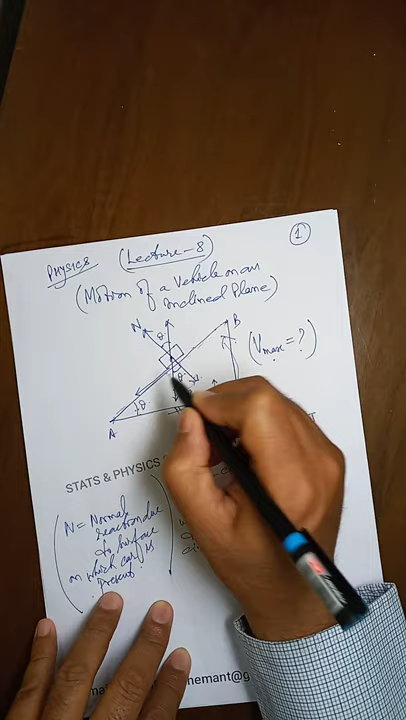 PHYSICS
(Lecture-8)
1
(Motion of a Vehicle on an
Inclined Plane)
N
θ
B
(Vmax = ?)
θ
θ
A
STATS & PHYSICS
N = Normal
reaction due
to surface
on which car is
present
hemant@g